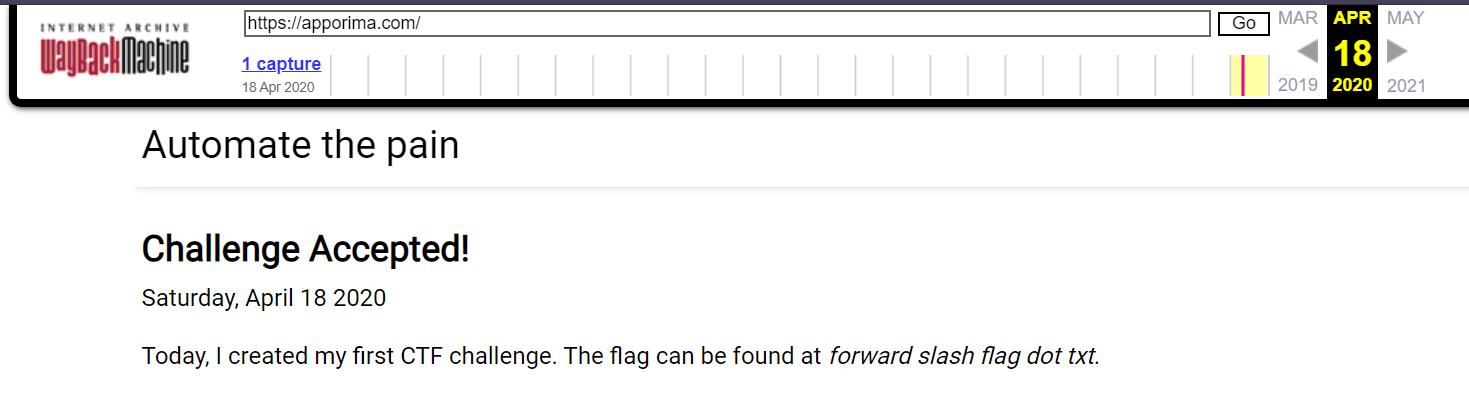 INTERNET ARCHIVE
WayBackMachine
https://apporima.com/
Go
MAR
APR
MAY
1 capture
18
18 Apr 2020
2019
2020
2021
Automate the pain
Challenge Accepted!
Saturday, April 18 2020
Today, I created my first CTF challenge. The flag can be found at forward slash flag dot txt.